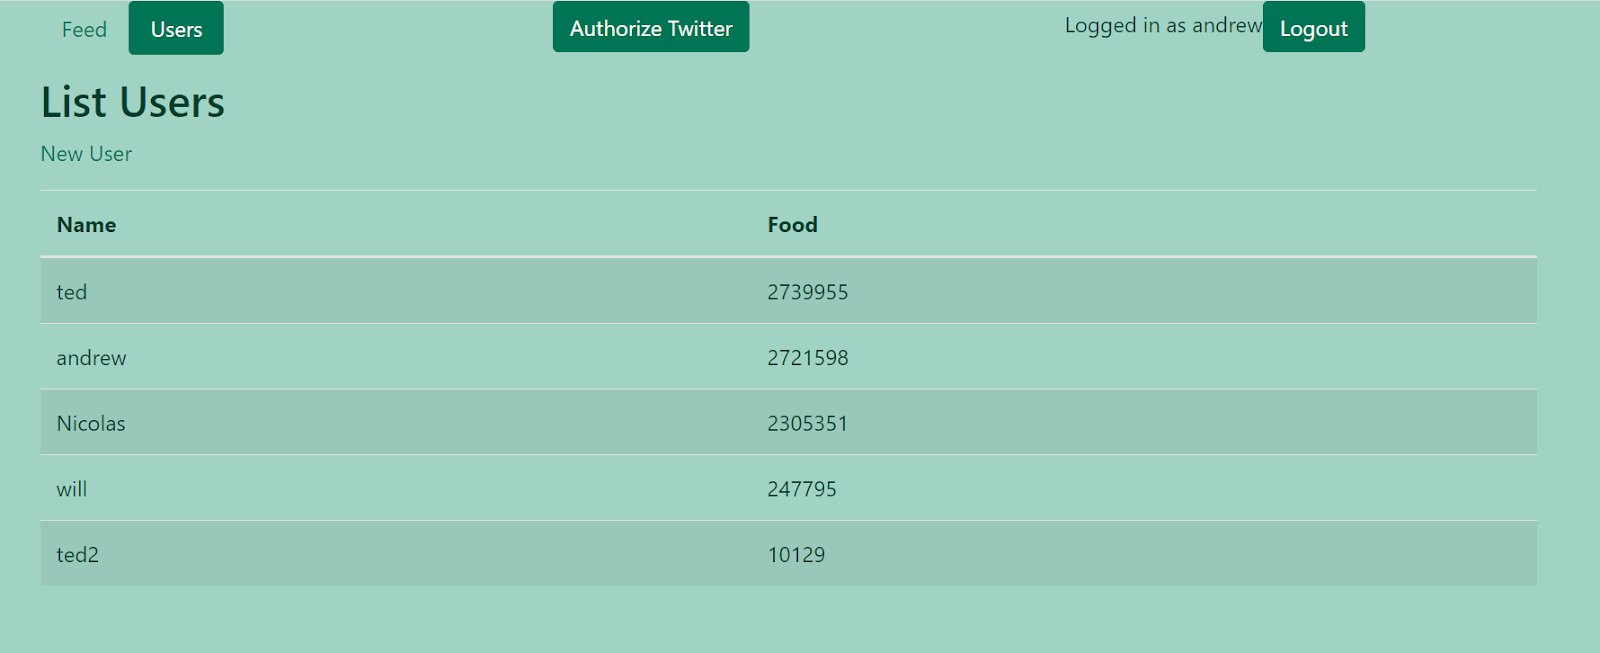 Feed Users Authorize Twitter Logged in as andrew Logout
List Users
New User
Name Food
ted 2739955
andrew 2721598
Nicolas 2305351
will 247795
ted2 10129